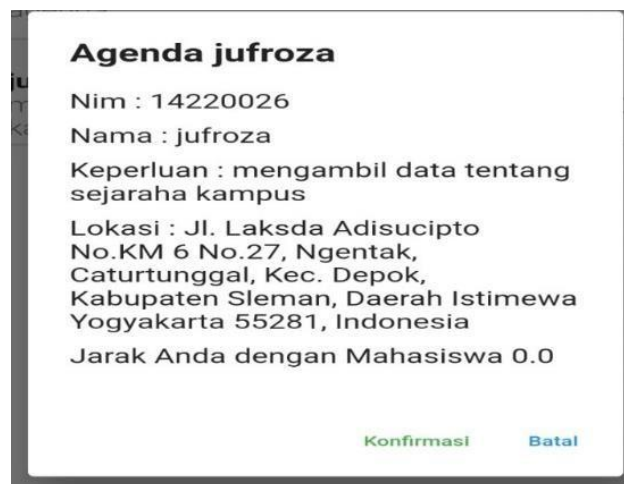 Agenda jufroza
Nim : 14220026
Nama : jufroza
Keperluan : mengambil data tentang
sejaraha kampus
Lokasi : Jl. Laksda Adisucipto
No.KM 6 No.27, Ngentak,
Caturtunggal, Kec. Depok,
Kabupaten Sleman, Daerah Istimewa
Yogyakarta 55281, Indonesia
Jarak Anda dengan Mahasiswa 0.0
Konfirmasi Batal